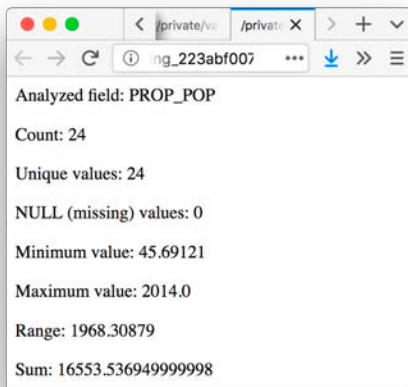 /private/va
/privat
ng_223abf007
Analyzed field: PROP_POP
Count: 24
Unique values: 24
NULL (missing) values: 0
Minimum value: 45.69121
Maximum value: 2014.0
Range: 1968.30879
Sum: 16553.536949999998